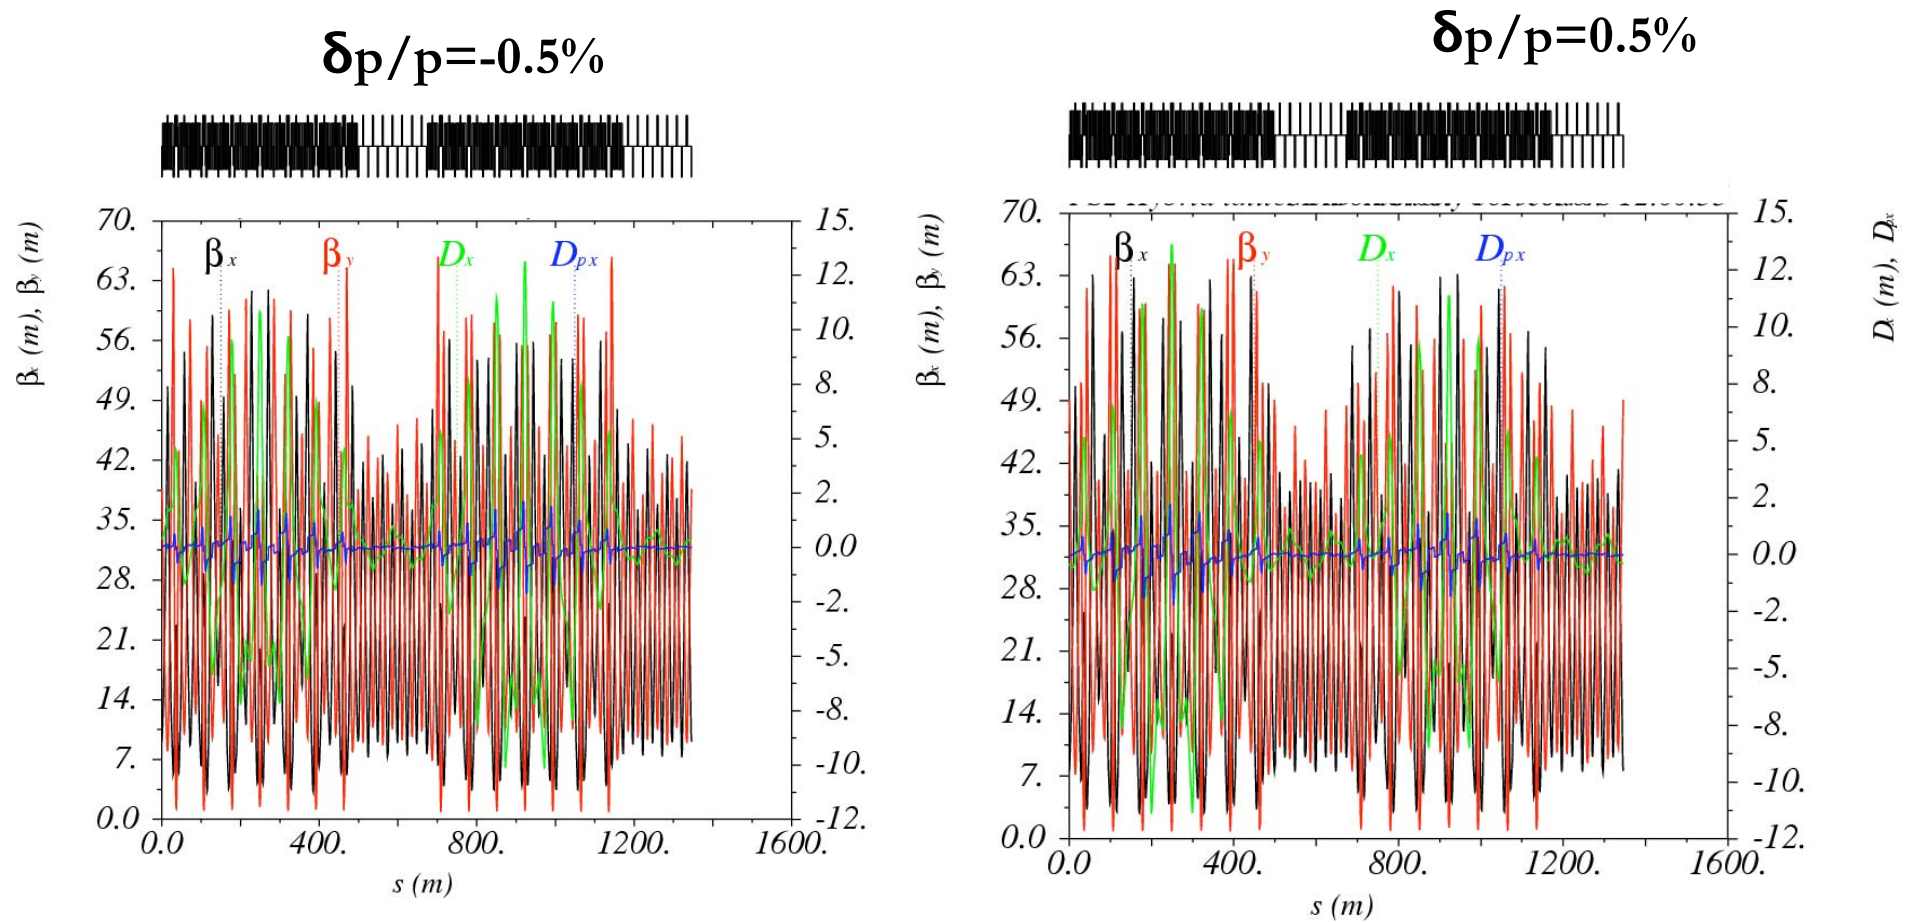 δp/p=-0.5%
δp/p=0.5%
βx (m), βy (m)
70.
63.
56.
49.
42.
35.
28.
21.
14.
7.
0.0
βx
βy
Dx
Dpx
15.
12.
10.
8.
5.
2.
0.0
-2.
-5.
-8.
-10.
-12.
0.0 400. 800. 1200. 1600.
s (m)
βx (m), βy (m)
70.
63.
56.
49.
42.
35.
28.
21.
14.
7.
0.0
βx
βy
Dx
Dpx
15.
12.
10.
8.
5.
2.
0.0
-2.
-5.
-8.
-10.
-12.
Dx (m), Dpx
0.0 400. 800. 1200. 1600.
s (m)